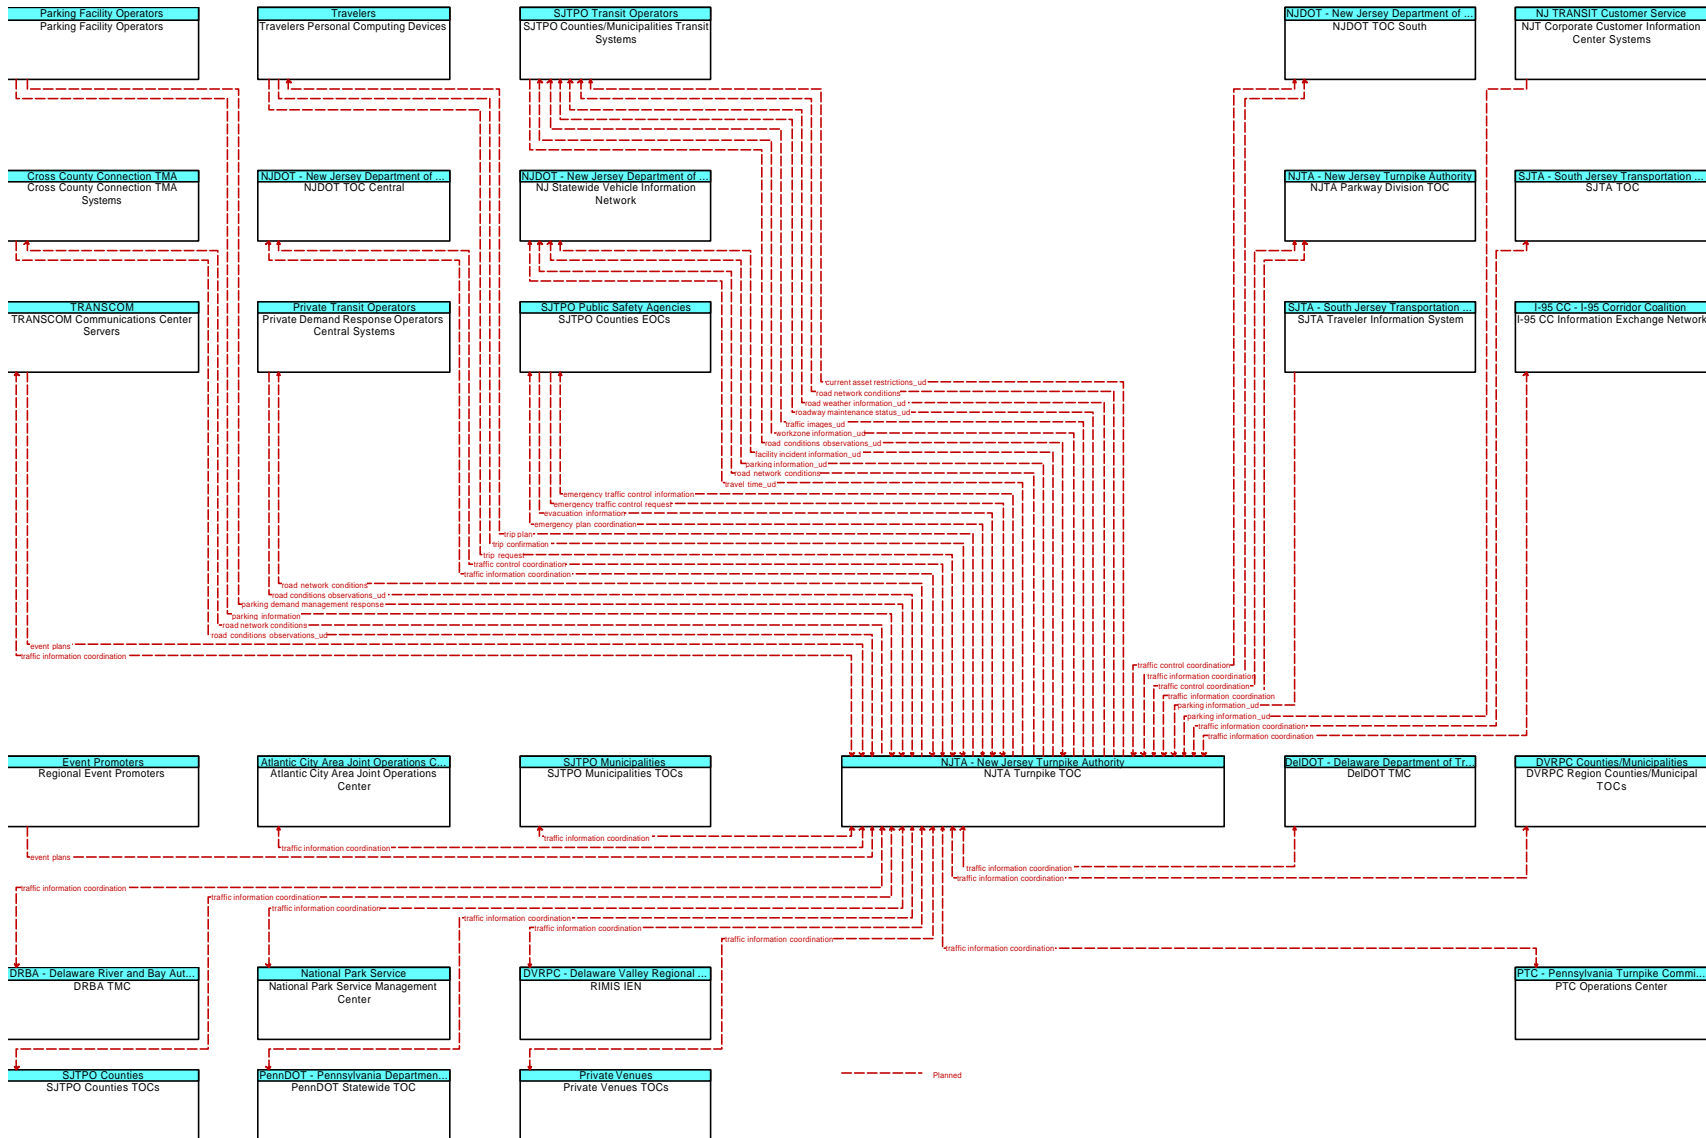 Parking Facility Operators
Parking Facility Operators
Travelers
Travelers Personal Computing Devices
SJTPO Transit Operators
SJTPO Counties/Municipalities Transit
Systems
NJDOT - New Jersey Department of ...
NJDOT TOC South
NJ TRANSIT Customer Service
NJT Corporate Customer Information
Center Systems
Cross County Connection TMA
Cross County Connection TMA
Systems
NJDOT - New Jersey Department of ...
NJDOT TOC Central
NJDOT - New Jersey Department of ...
NJ Statewide Vehicle Information
Network
NJTA - New Jersey Turnpike Authority
NJTA Parkway Division TOC
SJTA - South Jersey Transportation ...
SJTA TOC
TRANSCOM
TRANSCOM Communications Center
Servers
Private Transit Operators
Private Demand Response Operators
Central Systems
SJTPO Public Safety Agencies
SJTPO Counties EOCs
SJTA - South Jersey Transportation ...
SJTA Traveler Information System
I-95 CC - I-95 Corridor Coalition
I-95 CC Information Exchange Network
current asset restrictions_ud
road network conditions
road weather information_ud
roadway maintenance status_ud
traffic images_ud
workzone information_ud
road conditions observations_ud
facility incident information_ud
parking information_ud
road network conditions
travel time_ud
emergency traffic control information
emergency traffic control request
evacuation information
emergency plan coordination
trip plan
trip confirmation
trip request
traffic control coordination
traffic information coordination
road network conditions
road conditions observations_ud
parking demand management response
parking information
road network conditions
road conditions observations_ud
event plans
traffic information coordination
traffic control coordination
traffic information coordination
traffic control coordination
traffic information coordination
parking information_ud
parking information_ud
traffic information coordination
traffic information coordination
Event Promoters
Regional Event Promoters
Atlantic City Area Joint Operations C...
Atlantic City Area Joint Operations
Center
SJTPO Municipalities
SJTPO Municipalities TOCs
NJTA - New Jersey Turnpike Authority
NJTA Turnpike TOC
DelDOT - Delaware Department of Tr...
DelDOT TMC
DVRPC Counties/Municipalities
DVRPC Region Counties/Municipal
TOCs
traffic information coordination
traffic information coordination
event plans
traffic information coordination
traffic information coordination
traffic information coordination
traffic information coordination
traffic information coordination
traffic information coordination
traffic information coordination
traffic information coordination
traffic information coordination
DRBA - Delaware River and Bay Aut...
DRBA TMC
National Park Service
National Park Service Management
Center
DVRPC - Delaware Valley Regional ...
RIMIS IEN
traffic information coordination
PTC - Pennsylvania Turnpike Commi...
PTC Operations Center
SJTPO Counties
SJTPO Counties TOCs
PennDOT - Pennsylvania Departmen...
PennDOT Statewide TOC
Private Venues
Private Venues TOCs
Planned